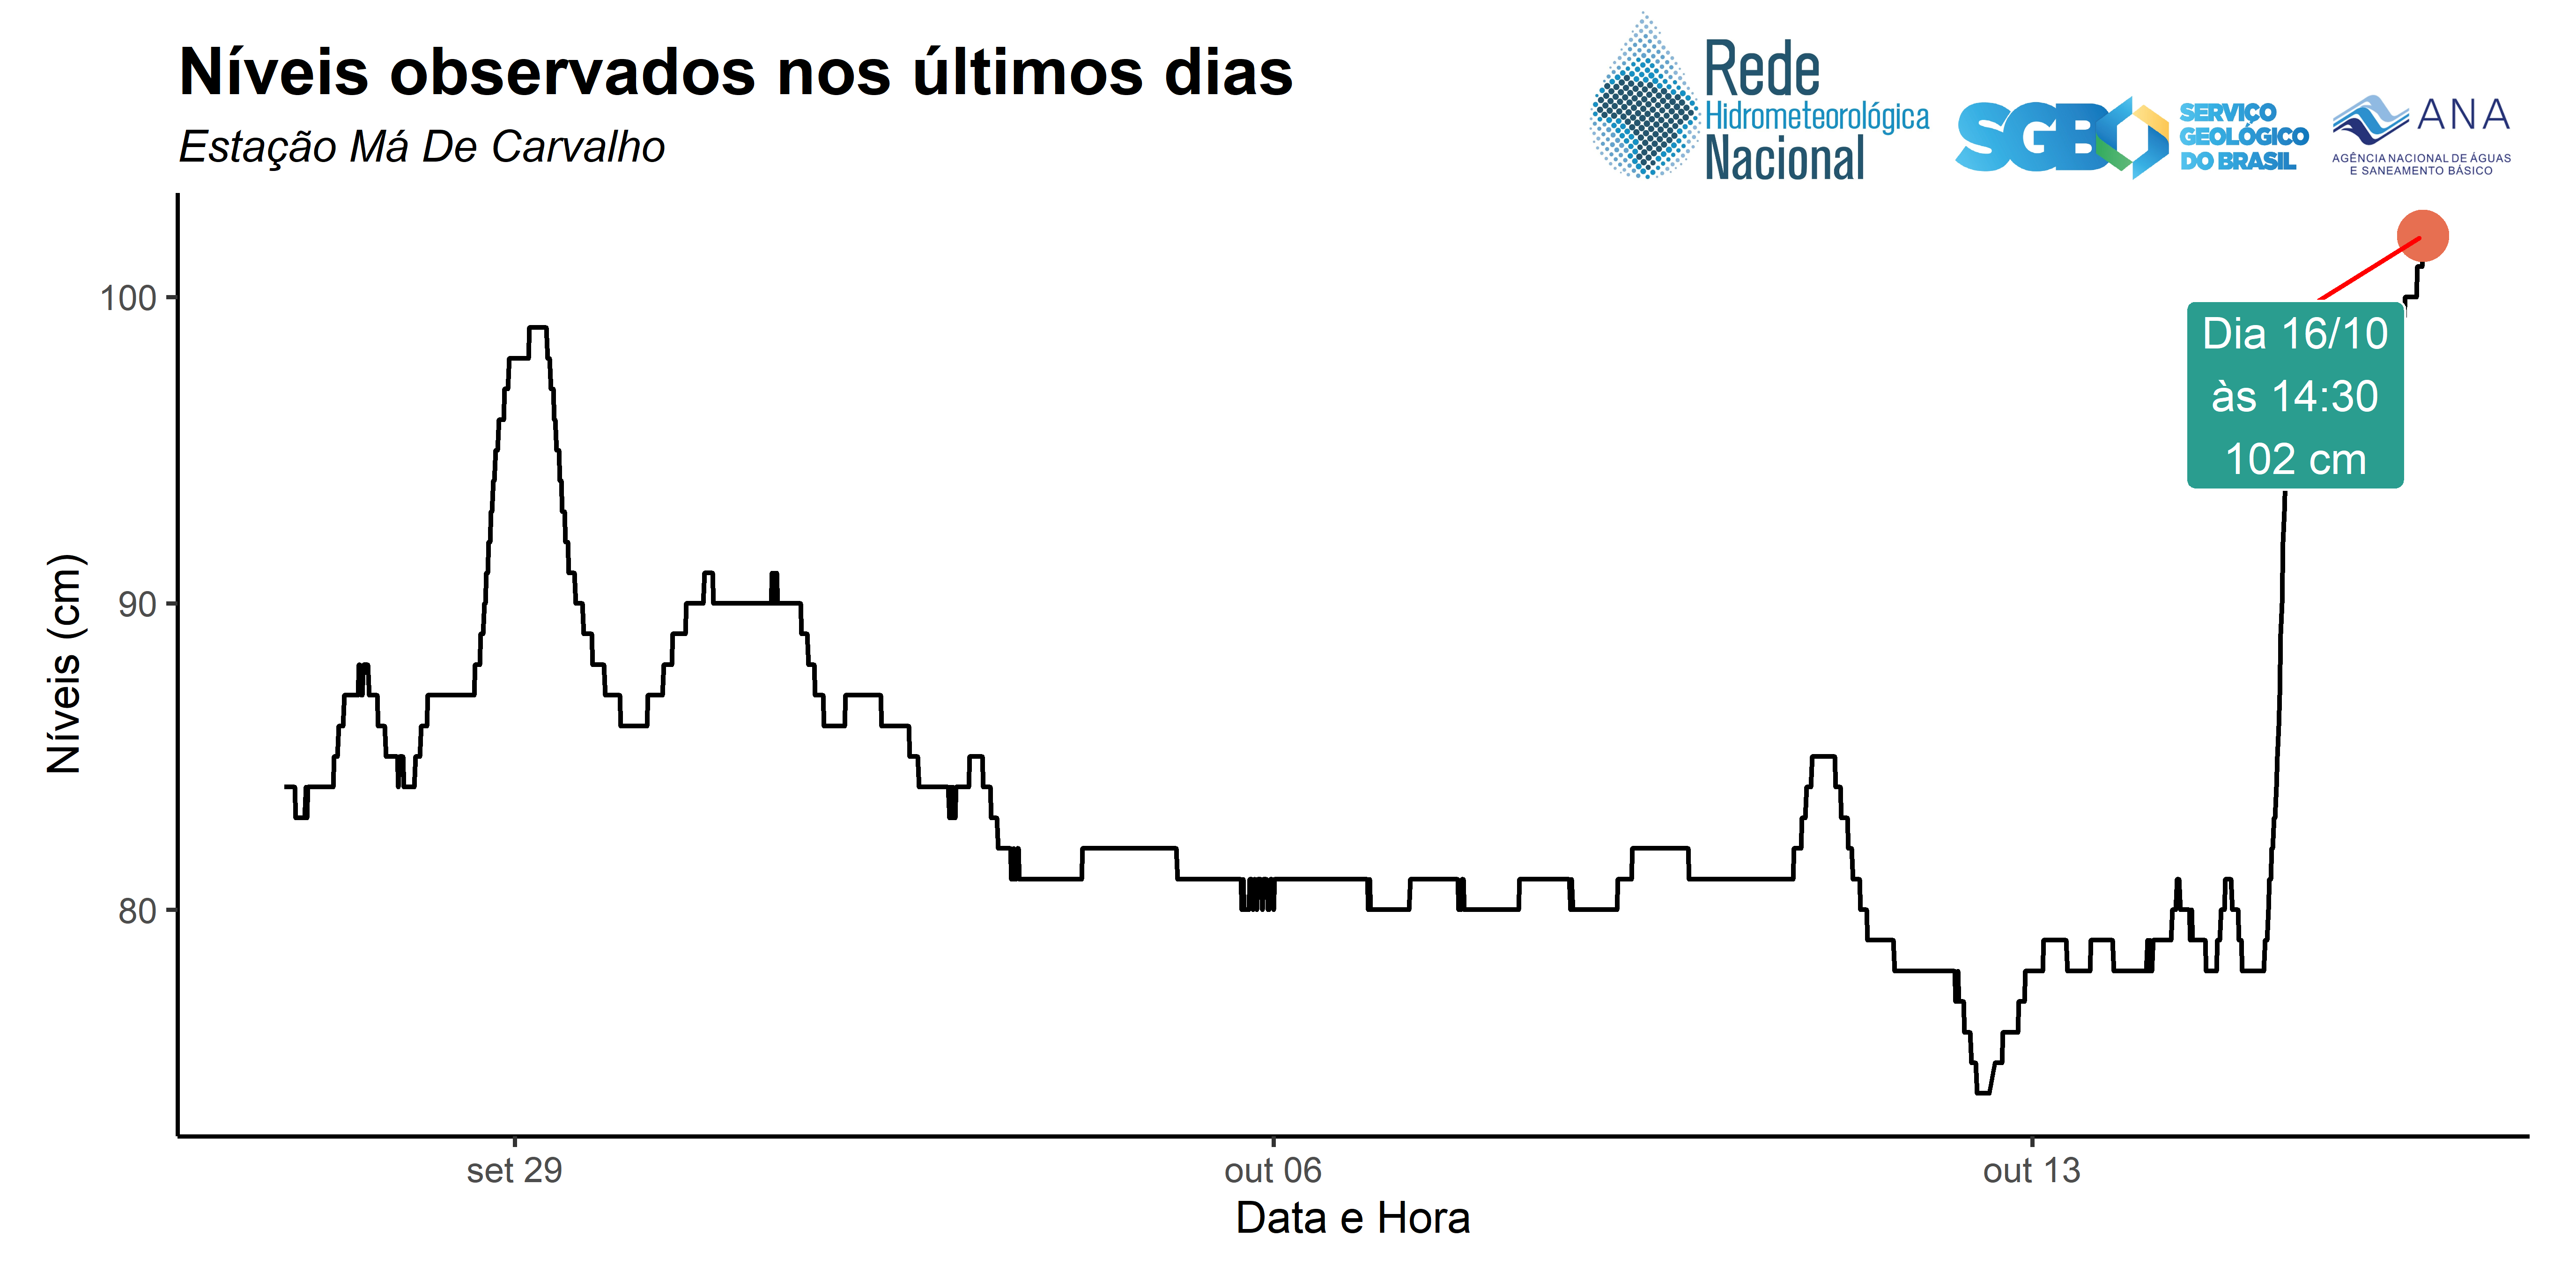 Níveis observados nos últimos dias
Estação Má De Carvalho
Rede
Hidrometeorológica
Nacional
SGB
SERVIÇO
GEOLÓGICO
DO BRASIL
ANA
AGÊNCIA NACIONAL DE ÁGUAS
E SANEAMENTO BÁSICO
100
90
80
Níveis (cm)
Dia 16/10
às 14:30
102 cm
set 29
out 06
out 13
Data e Hora